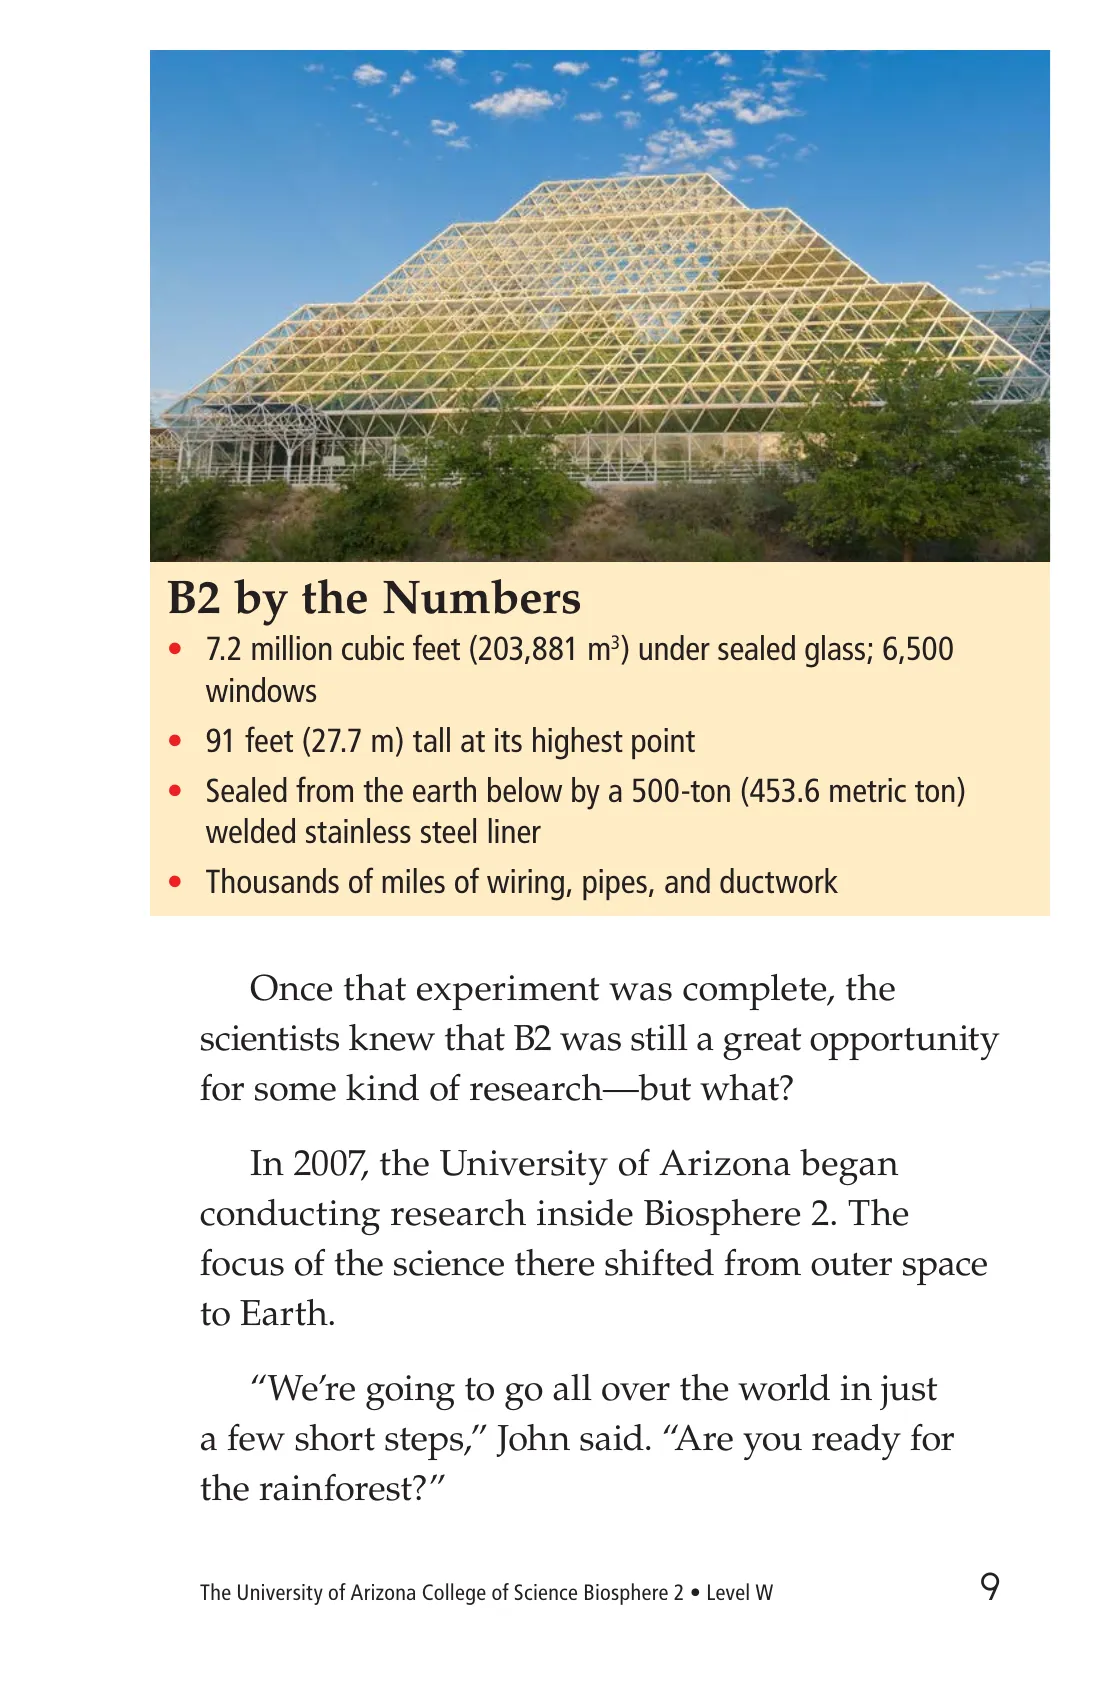 B2 by the Numbers
• 7.2 million cubic feet (203,881 m³) under sealed glass; 6,500
windows
• 91 feet (27.7 m) tall at its highest point
• Sealed from the earth below by a 500-ton (453.6 metric ton)
welded stainless steel liner
• Thousands of miles of wiring, pipes, and ductwork
Once that experiment was complete, the
scientists knew that B2 was still a great opportunity
for some kind of research—but what?
In 2007, the University of Arizona began
conducting research inside Biosphere 2. The
focus of the science there shifted from outer space
to Earth.
“We’re going to go all over the world in just
a few short steps,” John said. “Are you ready for
the rainforest?”
The University of Arizona College of Science Biosphere 2 • Level W 9